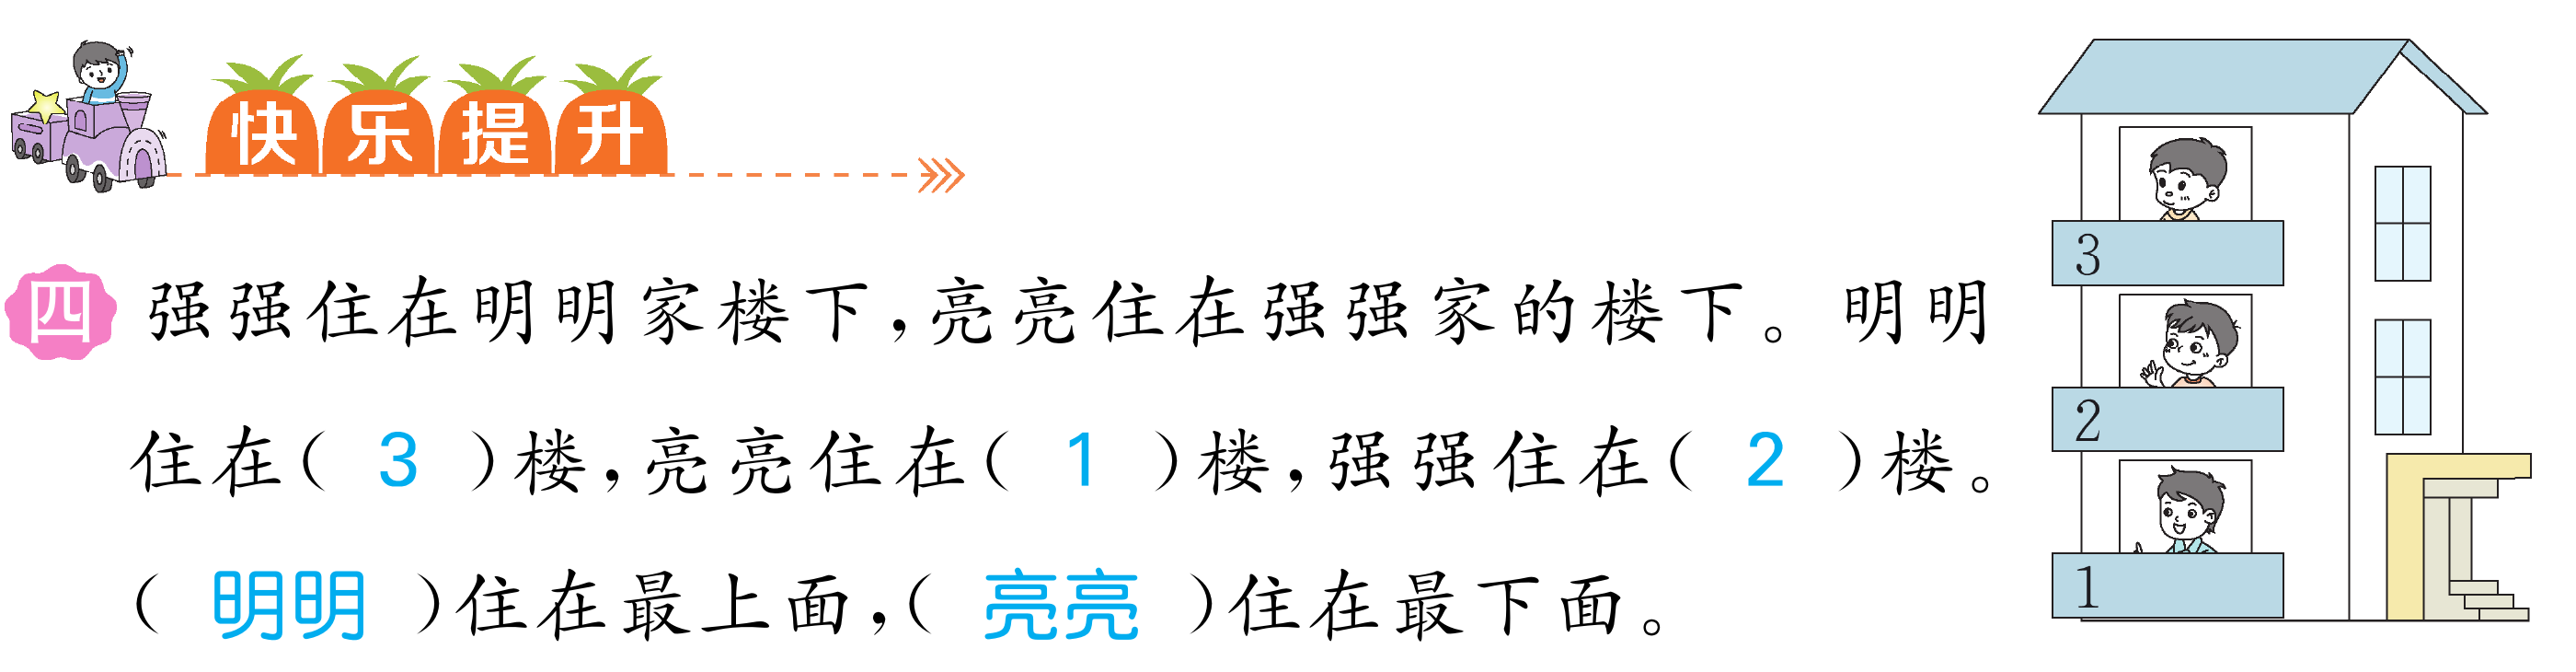 快乐提升
四 强强住在明明家楼下,亮亮住在强强家的楼下。明明
住在( 3 )楼,亮亮住在( 1 )楼,强强住在( 2 )楼。
( 明明 )住在最上面,( 亮亮 )住在最下面。
3
2
1